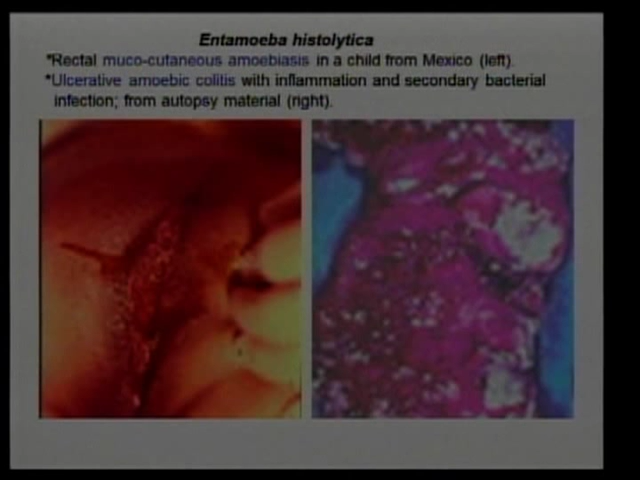 Entamoeba histolytica
*Rectal muco-cutaneous amoebiasis in a child from Mexico (left).
*Ulcerative amoebic colitis with inflammation and secondary bacterial
infection; from autopsy material (right).